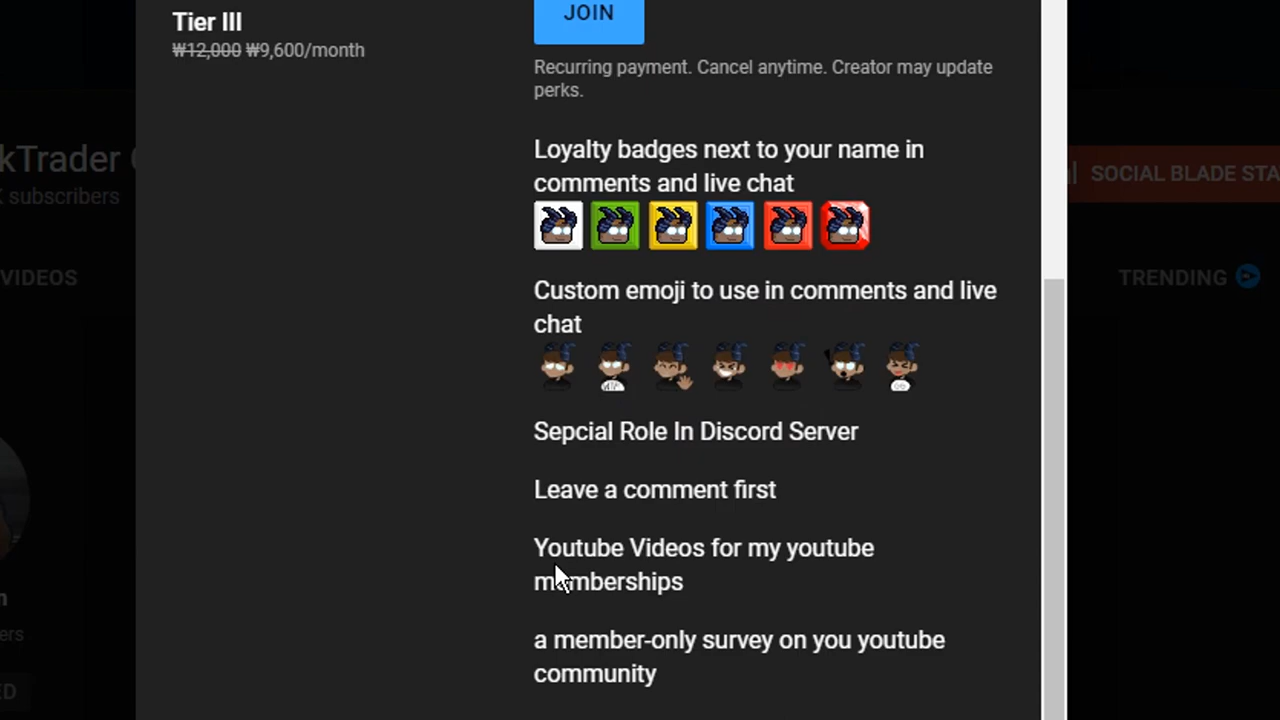 Tier III
₩12,000 ₩9,600/month
JOIN
Recurring payment. Cancel anytime. Creator may update
perks.
kTrader
subscribers
Loyalty badges next to your name in
comments and live chat
SOCIAL BLADE STA
VIDEOS
TRENDING
Custom emoji to use in comments and live
chat
Sepcial Role In Discord Server
Leave a comment first
Youtube Videos for my youtube
memberships
a member-only survey on you youtube
community